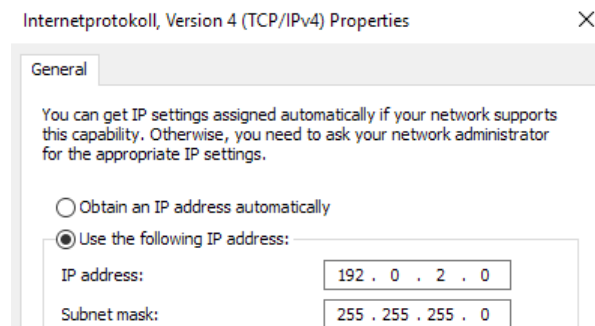 Internetprotokoll, Version 4 (TCP/IPv4) Properties
General
You can get IP settings assigned automatically if your network supports
this capability. Otherwise, you need to ask your network administrator
for the appropriate IP settings.
Obtain an IP address automatically
Use the following IP address:
IP address: 192 . 0 . 2 . 0
Subnet mask: 255 . 255 . 255 . 0